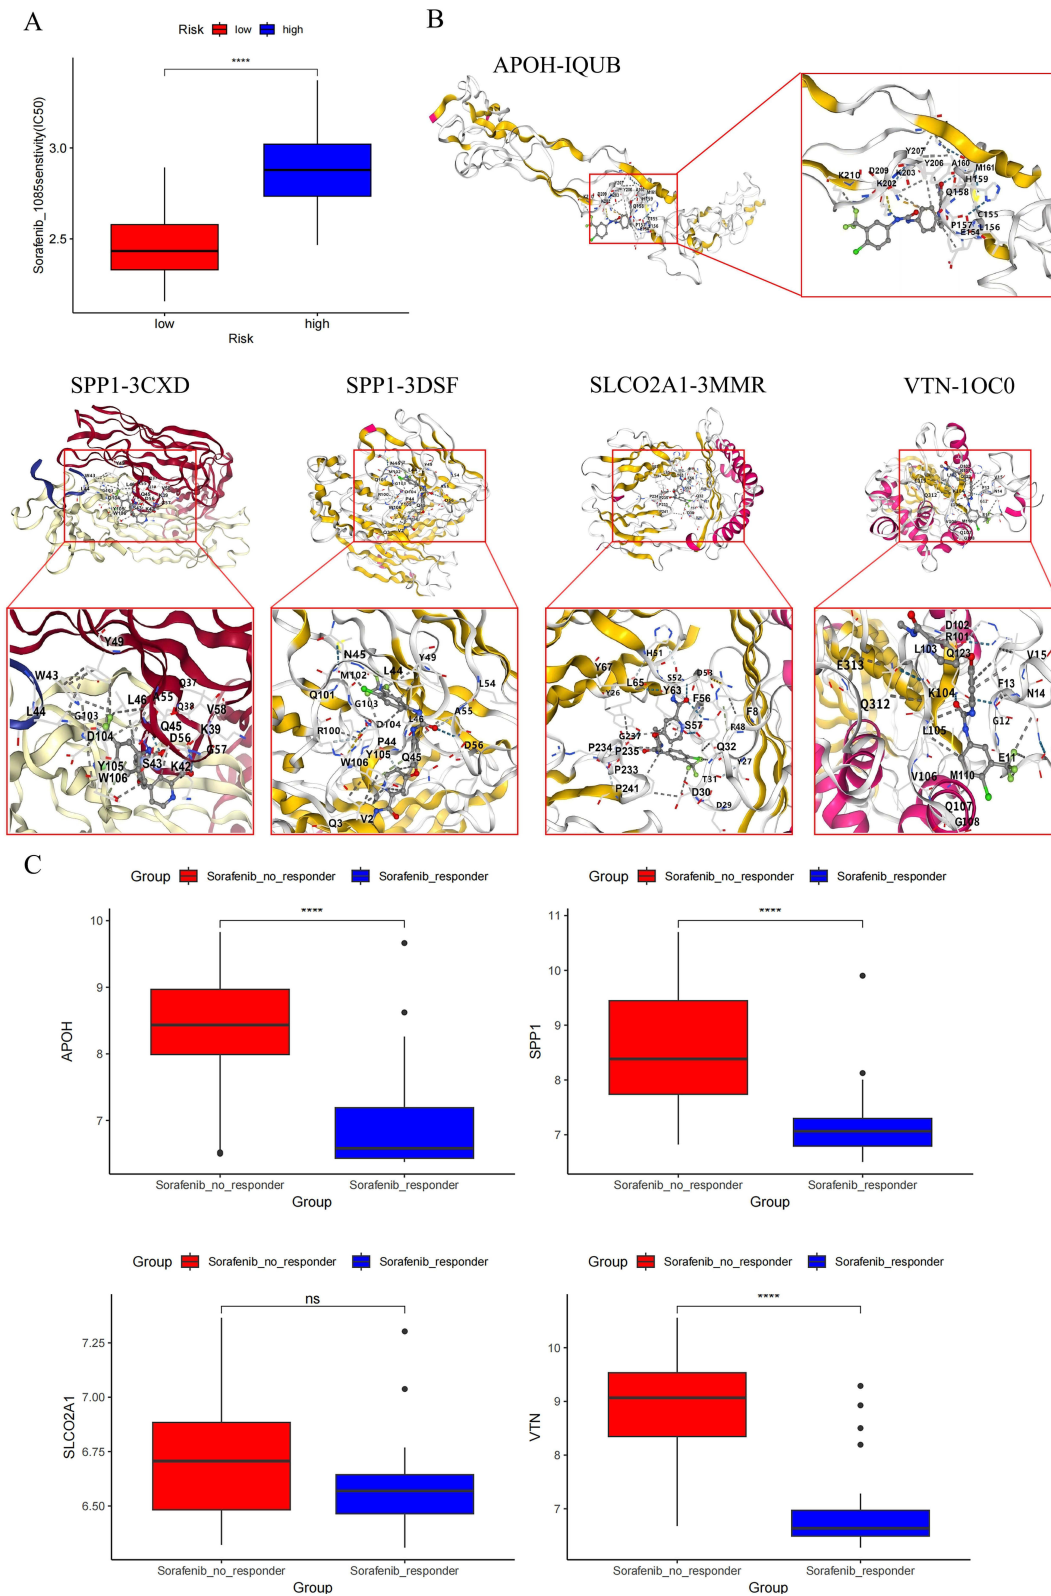 A
B
Risk low high
****
Sorafenib_1085senstivity(IC50)
3.0
2.5
low
high
Risk
APOH-IQUB
Y207
A160
Y206
M161
D209
K203
H159
K210
K202
Q158
C155
P157
L156
E154
SPP1-3CXD
SPP1-3DSF
SLCO2A1-3MMR
VTN-1OC0
Y49
W43
Q37
L44
L46
A55
Q38
V58
G103
Q45
K39
D104
D56
G57
S43
K42
Y105
W106
N45
Y49
L44
M102
L54
Q101
G103
A55
L46
D104
R100
P44
D56
Y105
Q45
W106
Q3
V2
H51
Y67
S52
D53
L65
Y63
Y26
F56
F8
S57
R48
G237
P234
Q32
P235
Y27
P233
T31
P241
D30
D29
D102
R101
L103
Q123
V15
E313
F13
K104
N14
Q312
G12
L105
E11
V106
M110
Q107
G108
C
Group Sorafenib_no_responder Sorafenib_responder
****
APOH
10
9
8
7
Sorafenib_no_responder
Sorafenib_responder
Group
Group Sorafenib_no_responder Sorafenib_responder
****
SPP1
11
10
9
8
7
Sorafenib_no_responder
Sorafenib_responder
Group
Group Sorafenib_no_responder Sorafenib_responder
ns
SLCO2A1
7.25
7.00
6.75
6.50
Sorafenib_no_responder
Sorafenib_responder
Group
Group Sorafenib_no_responder Sorafenib_responder
****
VTN
10
9
8
7
Sorafenib_no_responder
Sorafenib_responder
Group